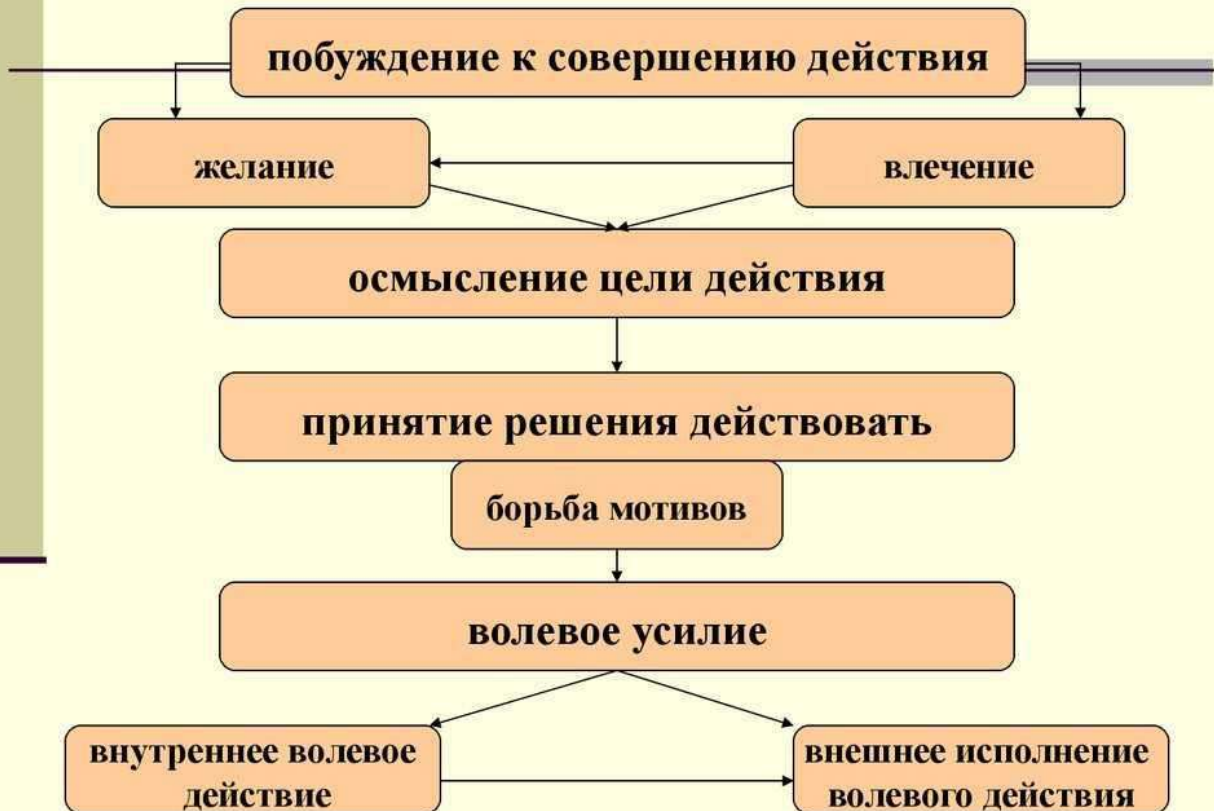 побуждение к совершению действия
желание
влечение
осмысление цели действия
принятие решения действовать
борьба мотивов
волевое усилие
внутреннее волевое
действие
внешнее исполнение
волевого действия